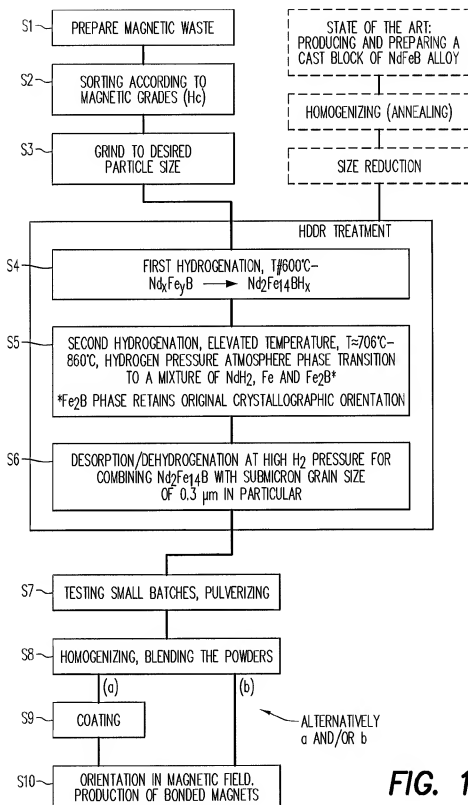 S1
PREPARE MAGNETIC WASTE
S2
SORTING ACCORDING TO
MAGNETIC GRADES (Hc)
S3
GRIND TO DESIRED
PARTICLE SIZE
STATE OF THE ART:
PRODUCING AND PREPARING A
CAST BLOCK OF NdFeB ALLOY
HOMOGENIZING (ANNEALING)
SIZE REDUCTION
HDDR TREATMENT
S4
FIRST HYDROGENATION, T#600°C–
NdxFeyB → Nd2Fe14BHx
S5
SECOND HYDROGENATION, ELEVATED TEMPERATURE, T≈706°C–
860°C, HYDROGEN PRESSURE ATMOSPHERE PHASE TRANSITION
TO A MIXTURE OF NdH2, Fe AND Fe2B*
*Fe2B PHASE RETAINS ORIGINAL CRYSTALLOGRAPHIC ORIENTATION
S6
DESORPTION/DEHYDROGENATION AT HIGH H2 PRESSURE FOR
COMBINING Nd2Fe14B WITH SUBMICRON GRAIN SIZE
OF 0.3 μm IN PARTICULAR
S7
TESTING SMALL BATCHES, PULVERIZING
S8
HOMOGENIZING, BLENDING THE POWDERS
(a)
(b)
S9
COATING
ALTERNATIVELY
a AND/OR b
S10
ORIENTATION IN MAGNETIC FIELD.
PRODUCTION OF BONDED MAGNETS
FIG. 1